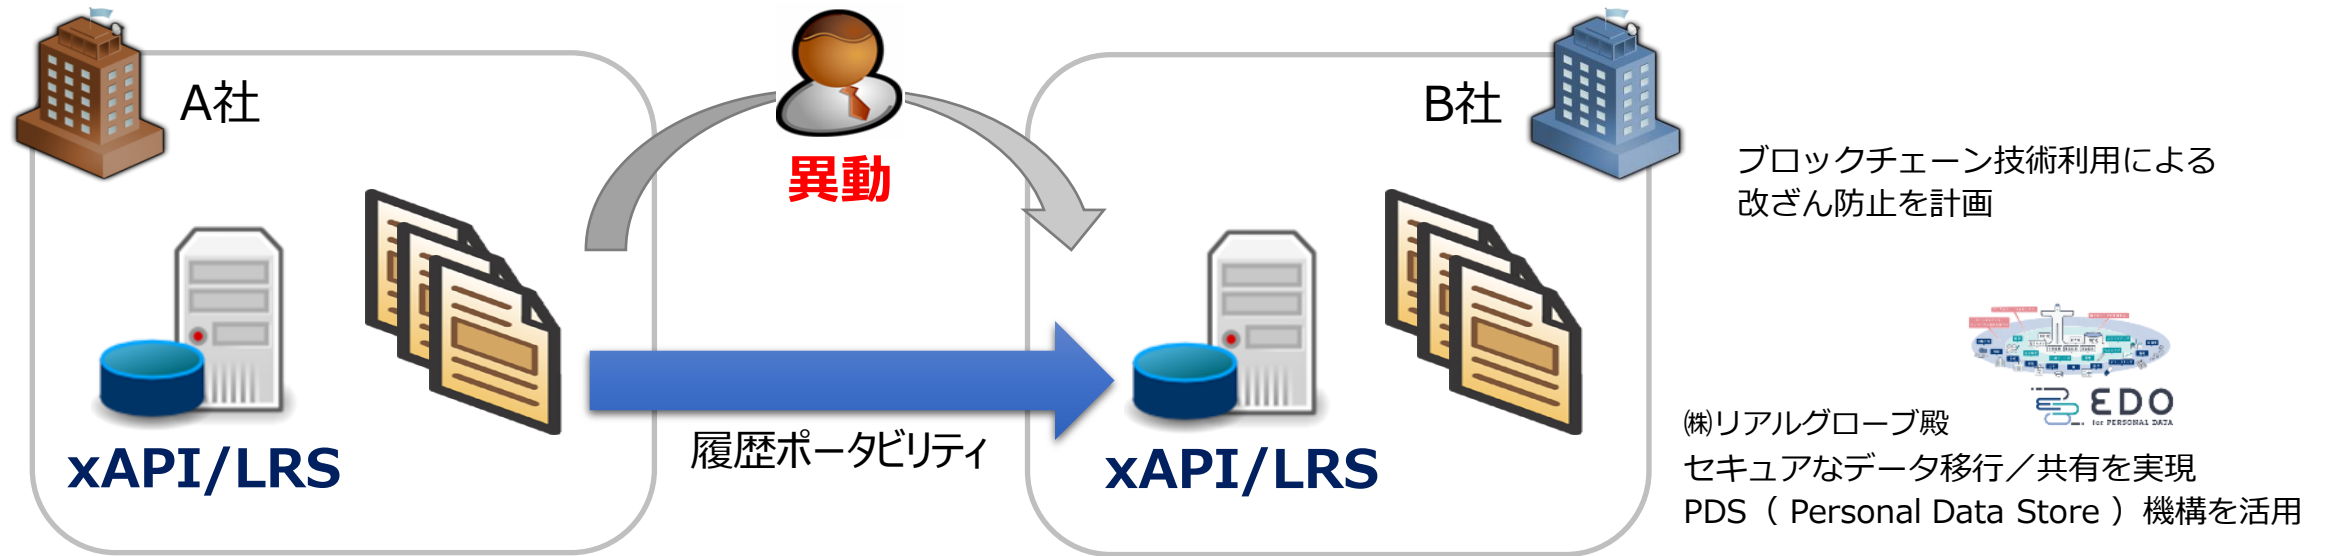 A社
B社
異動
xAPI/LRS
履歴ポータビリティ
xAPI/LRS
ブロックチェーン技術利用による
改ざん防止を計画
EDO
for PERSONAL DATA
㈱リアルグローブ殿
セキュアなデータ移行／共有を実現
PDS（ Personal Data Store ）機構を活用